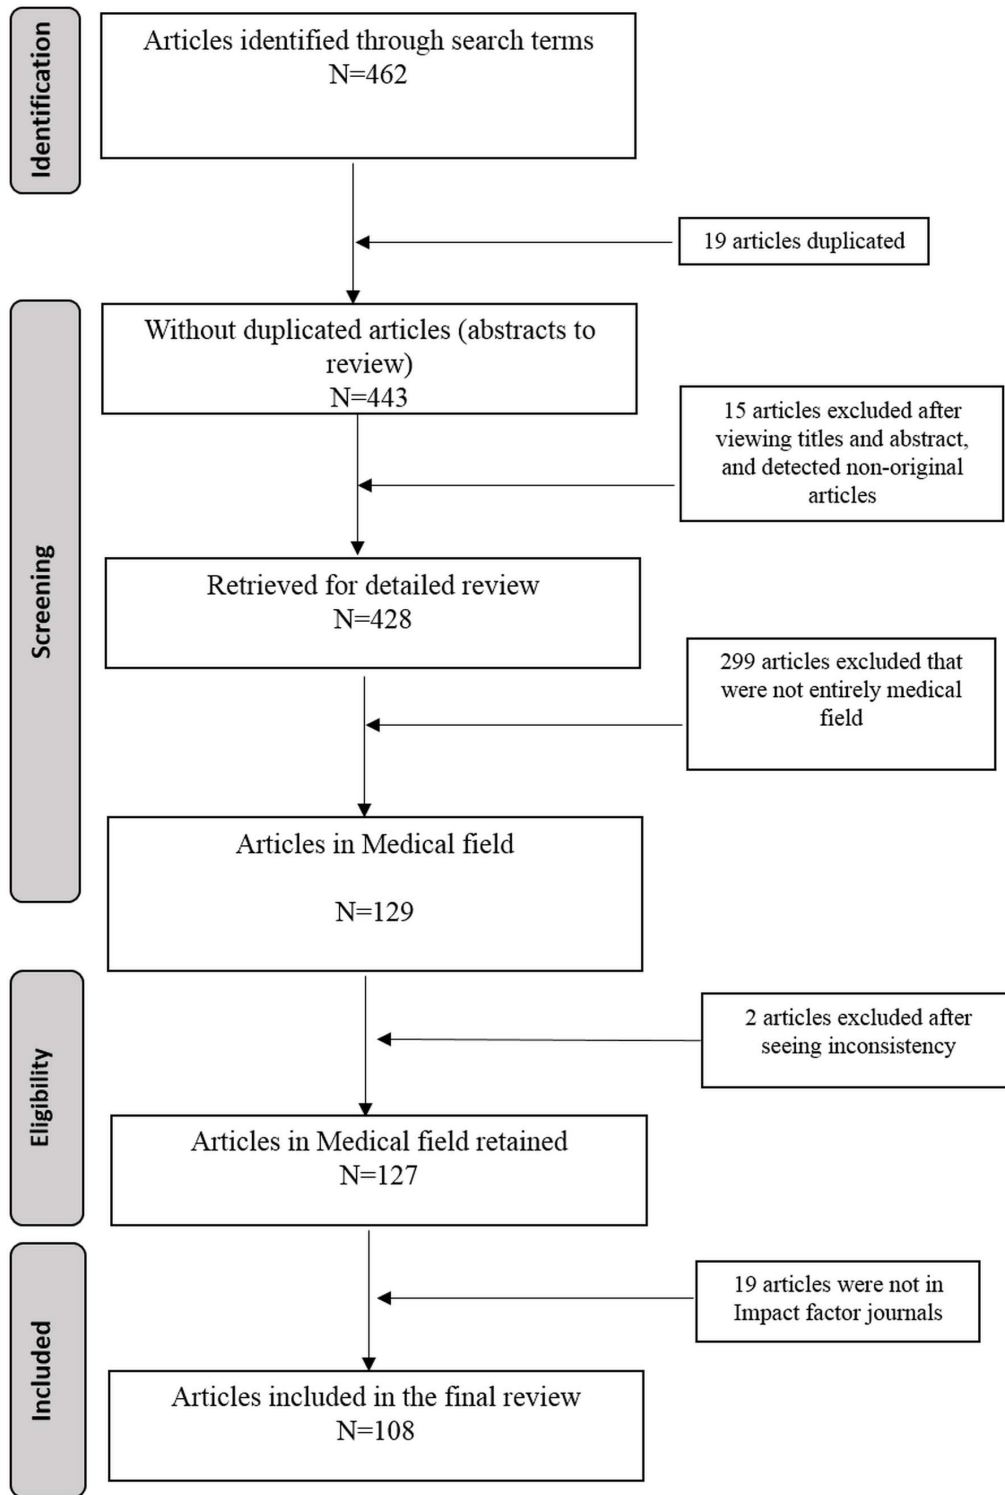 Identification
Articles identified through search terms
N=462
19 articles duplicated
Screening
Without duplicated articles (abstracts to
review)
N=443
15 articles excluded after
viewing titles and abstract,
and detected non-original
articles
Retrieved for detailed review
N=428
299 articles excluded that
were not entirely medical
field
Articles in Medical field
N=129
Eligibility
2 articles excluded after
seeing inconsistency
Articles in Medical field retained
N=127
Included
19 articles were not in
Impact factor journals
Articles included in the final review
N=108